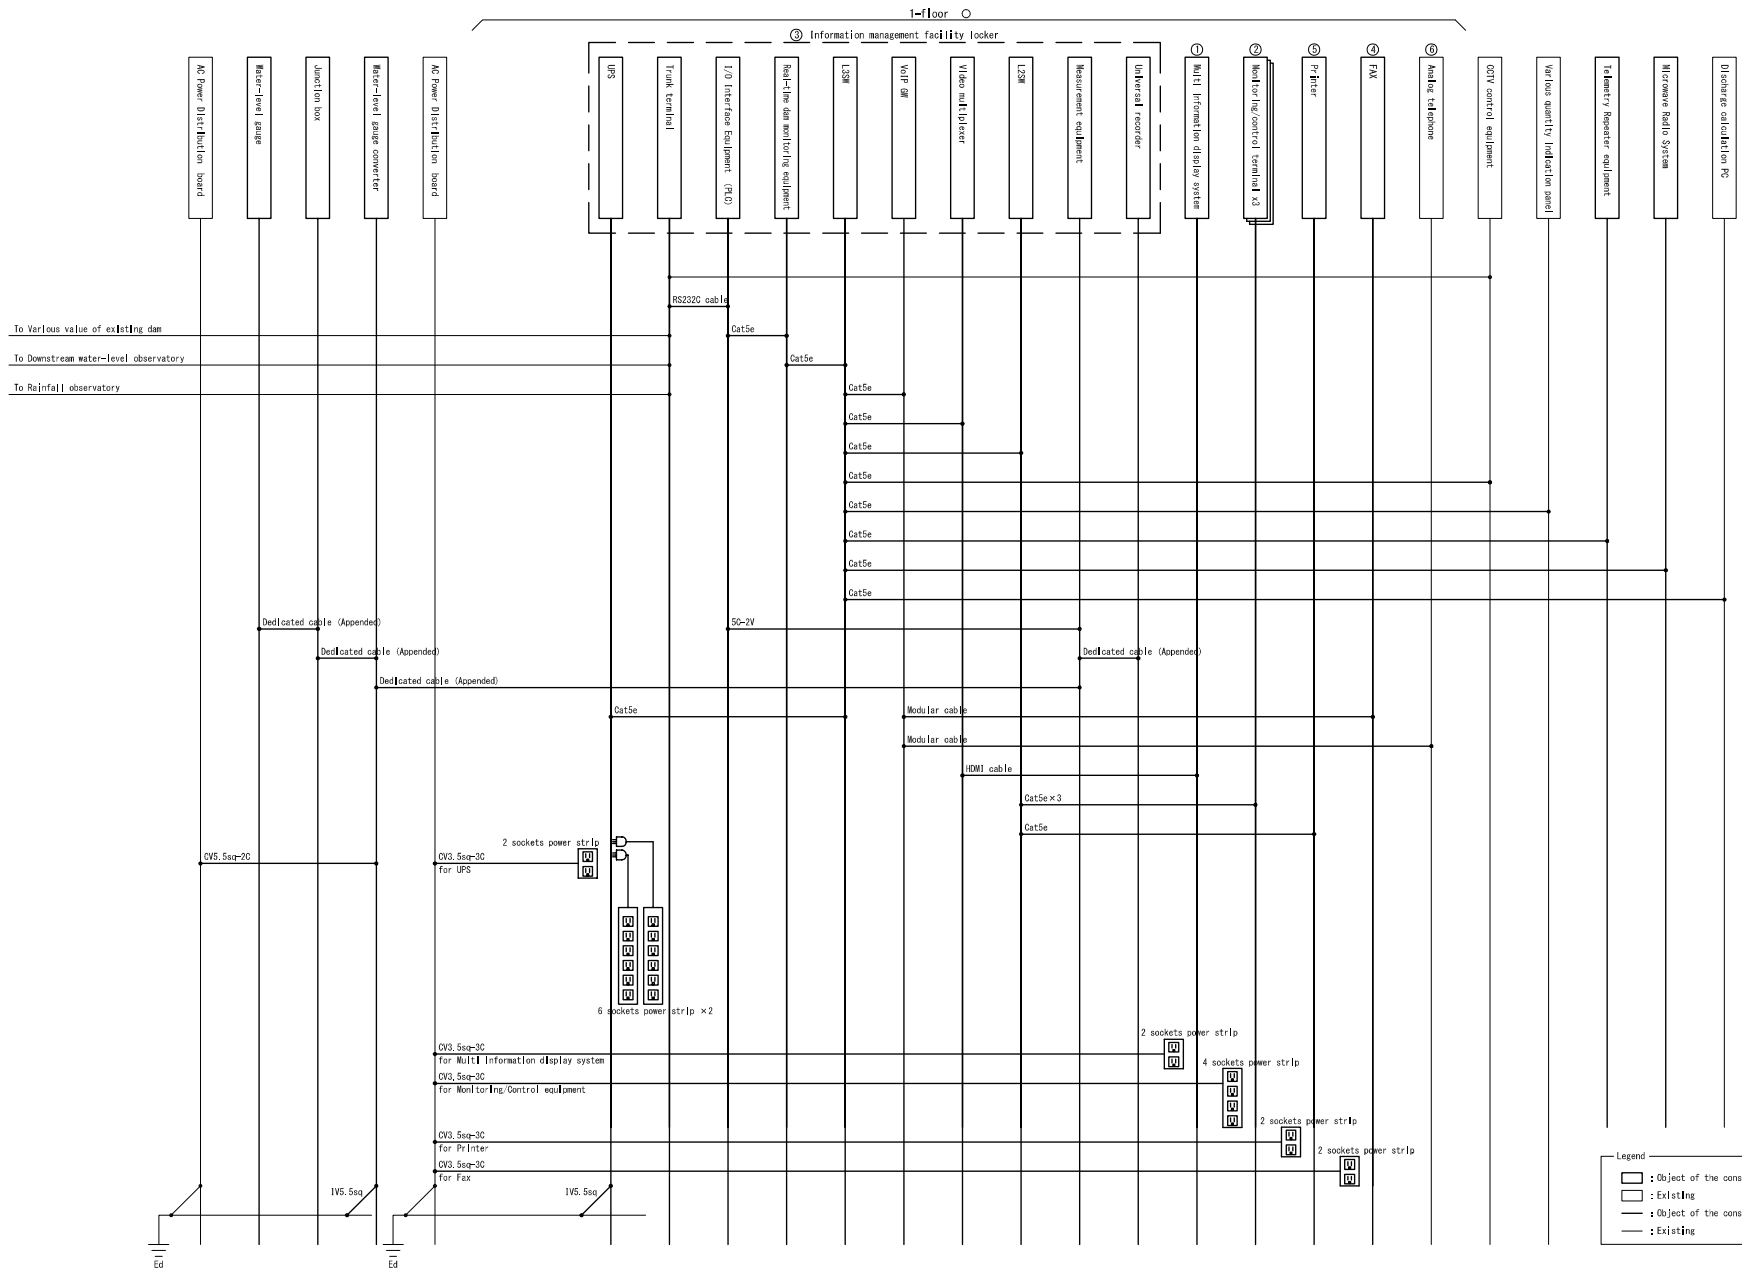 1-floor ○
③ Information management facility locker
① ② ⑤ ④ ⑥
AC Power Distribution board
Water-level gauge
Junction box
Water-level gauge converter
AC Power Distribution board
UPS
Trunk terminal
I/O Interface Equipment (PLC)
Real-time dam monitoring equipment
L3SW
VoIP GW
Video multiplexer
L2SW
Measurement equipment
Universal recorder
Multi information display system
Monitoring/control terminal x3
Printer
FAX
Analog telephone
CCTV control equipment
Various quantity indication panel
Telemetry Repeater equipment
Microwave Radio System
Discharge calculation PC
RS232C cable
To Various value of existing dam
Cat5e
To Downstream water-level observatory
Cat5e
To Rainfall observatory
Cat5e
Cat5e
Cat5e
Cat5e
Cat5e
Cat5e
Cat5e
Cat5e
Dedicated cable (Appended)
5C-2V
Dedicated cable (Appended)
Dedicated cable (Appended)
Dedicated cable (Appended)
Cat5e
Modular cable
Modular cable
HDMI cable
Cat5e×3
Cat5e
2 sockets power strip
CV5.5sq-2C
CV3.5sq-3C
for UPS
6 sockets power strip ×2
2 sockets power strip
CV3.5sq-3C
for Multi information display system
4 sockets power strip
CV3.5sq-3C
for Monitoring/Control equipment
2 sockets power strip
CV3.5sq-3C
for Printer
2 sockets power strip
CV3.5sq-3C
for Fax
IV5.5sq
IV5.5sq
Ed
Ed
Legend
: Object of the cons
: Existing
: Object of the cons
: Existing